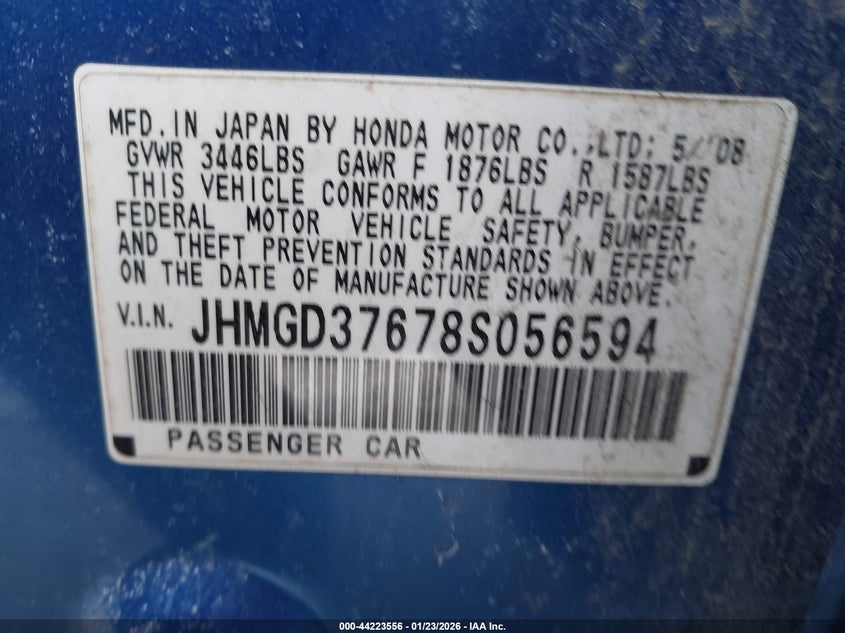 MFD.IN JAPAN BY HONDA MOTOR CO.,LTD; 5/'08
GVWR 3446LBS GAWR F 1876LBS R 1587LBS
THIS VEHICLE CONFORMS TO ALL APPLICABLE
FEDERAL MOTOR VEHICLE SAFETY, BUMPER,
AND THEFT PREVENTION STANDARDS IN EFFECT
ON THE DATE OF MANUFACTURE SHOWN ABOVE.
V.I.N. JHMGD37678S056594
PASSENGER CAR
000-44223556 - 01/23/2026 - IAA Inc.